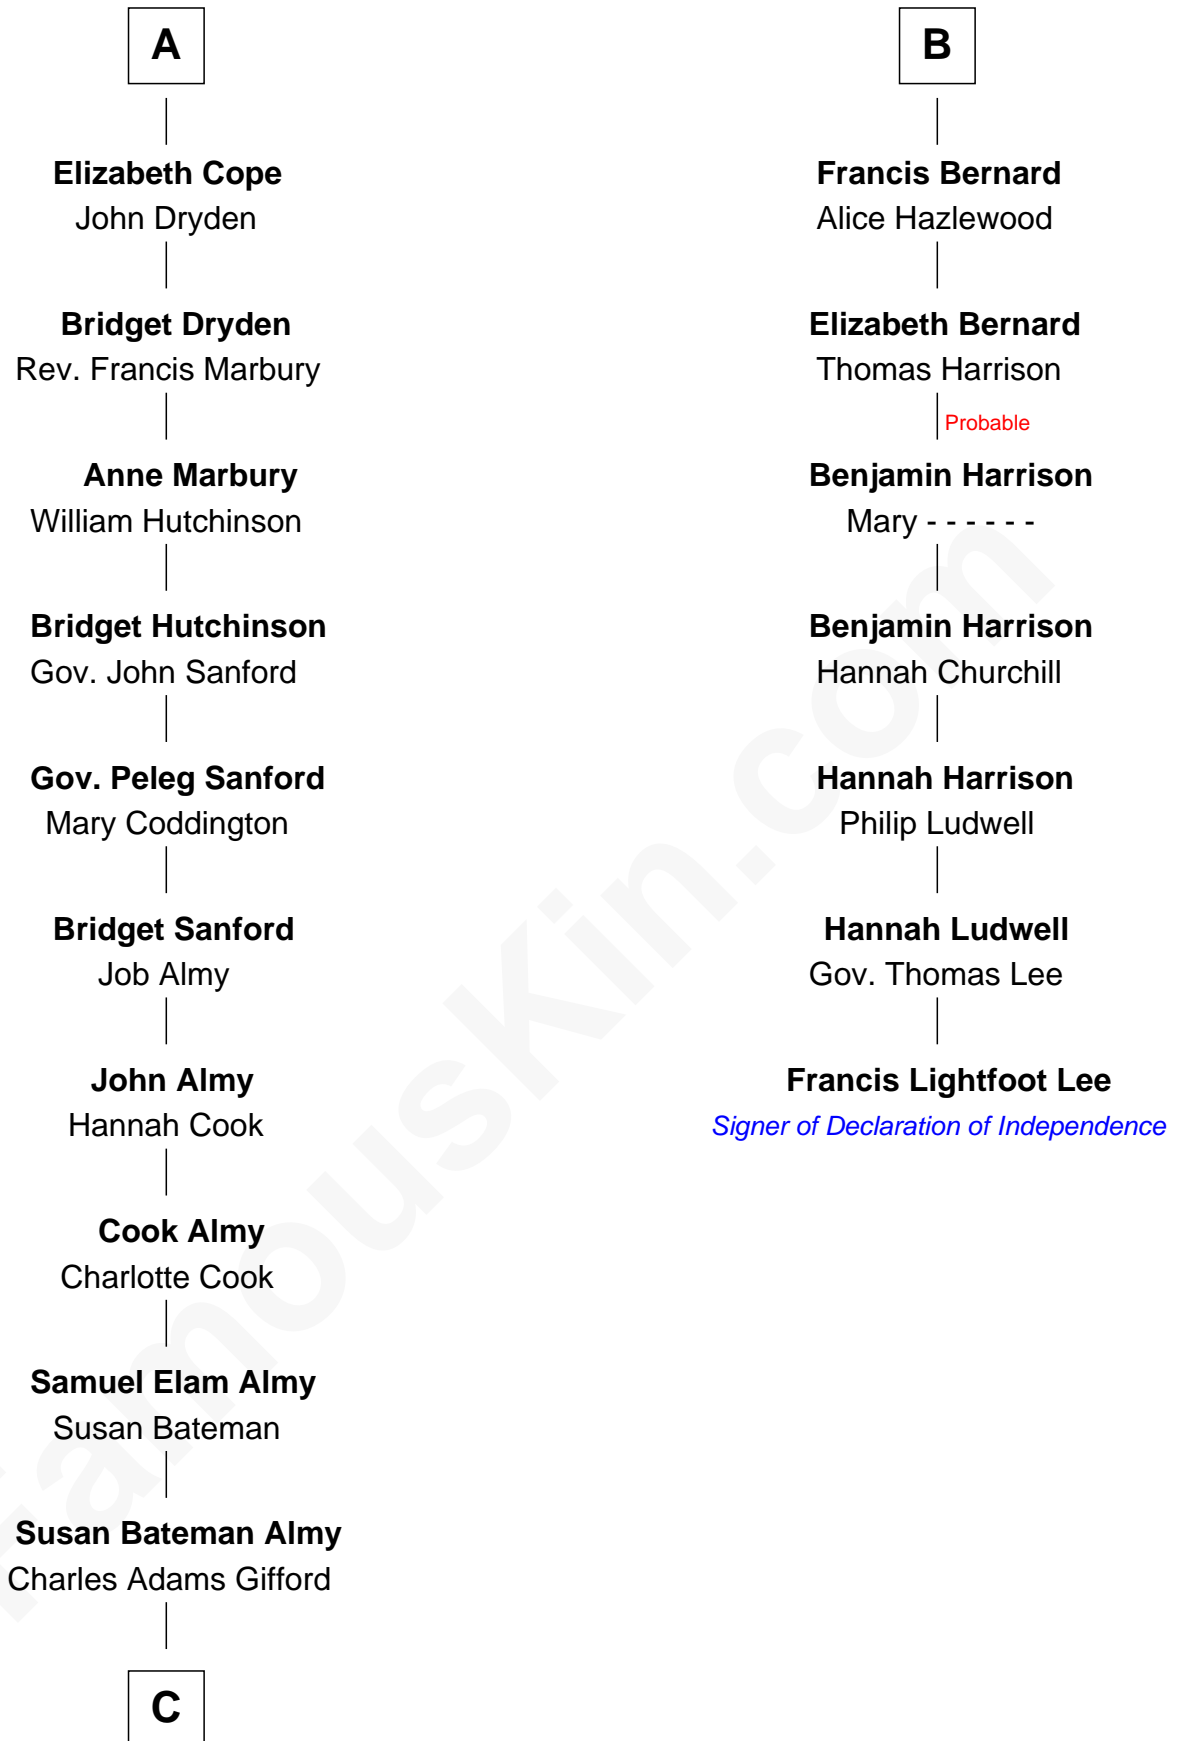 A
Elizabeth Cope
John Dryden
Bridget Dryden
Rev. Francis Marbury
Anne Marbury
William Hutchinson
Bridget Hutchinson
Gov. John Sanford
Gov. Peleg Sanford
Mary Coddington
Bridget Sanford
Job Almy
John Almy
Hannah Cook
Cook Almy
Charlotte Cook
Samuel Elam Almy
Susan Bateman
Susan Bateman Almy
Charles Adams Gifford
C
B
Francis Bernard
Alice Hazlewood
Elizabeth Bernard
Thomas Harrison
Probable
Benjamin Harrison
Mary - - - - - -
Benjamin Harrison
Hannah Churchill
Hannah Harrison
Philip Ludwell
Hannah Ludwell
Gov. Thomas Lee
Francis Lightfoot Lee
Signer of Declaration of Independence
FamousKin.com